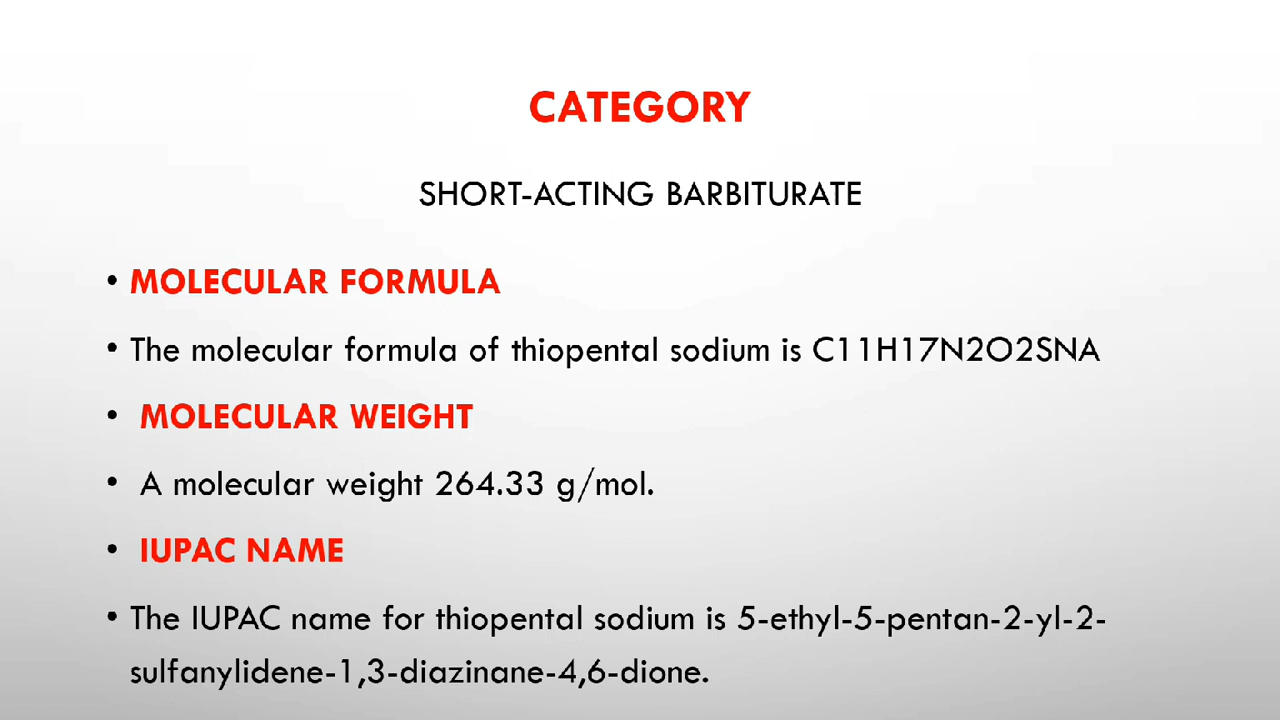 CATEGORY
SHORT-ACTING BARBITURATE
• MOLECULAR FORMULA
• The molecular formula of thiopental sodium is C11H17N2O2SNA
• MOLECULAR WEIGHT
• A molecular weight 264.33 g/mol.
• IUPAC NAME
• The IUPAC name for thiopental sodium is 5-ethyl-5-pentan-2-yl-2-
sulfanylidene-1,3-diazinane-4,6-dione.